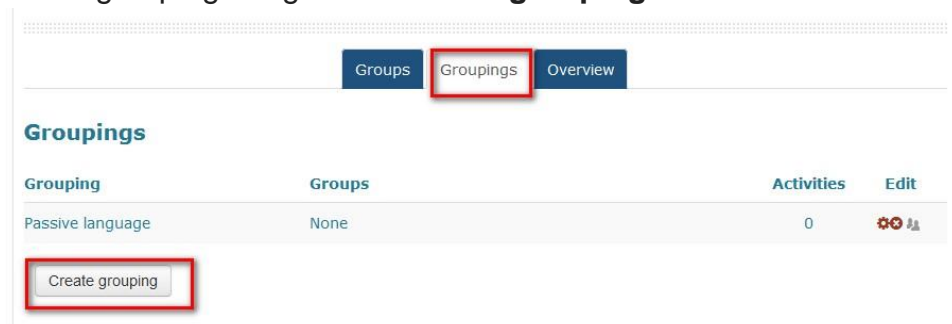 Groups Groupings Overview
Groupings
Grouping Groups Activities Edit
Passive language None 0
Create grouping